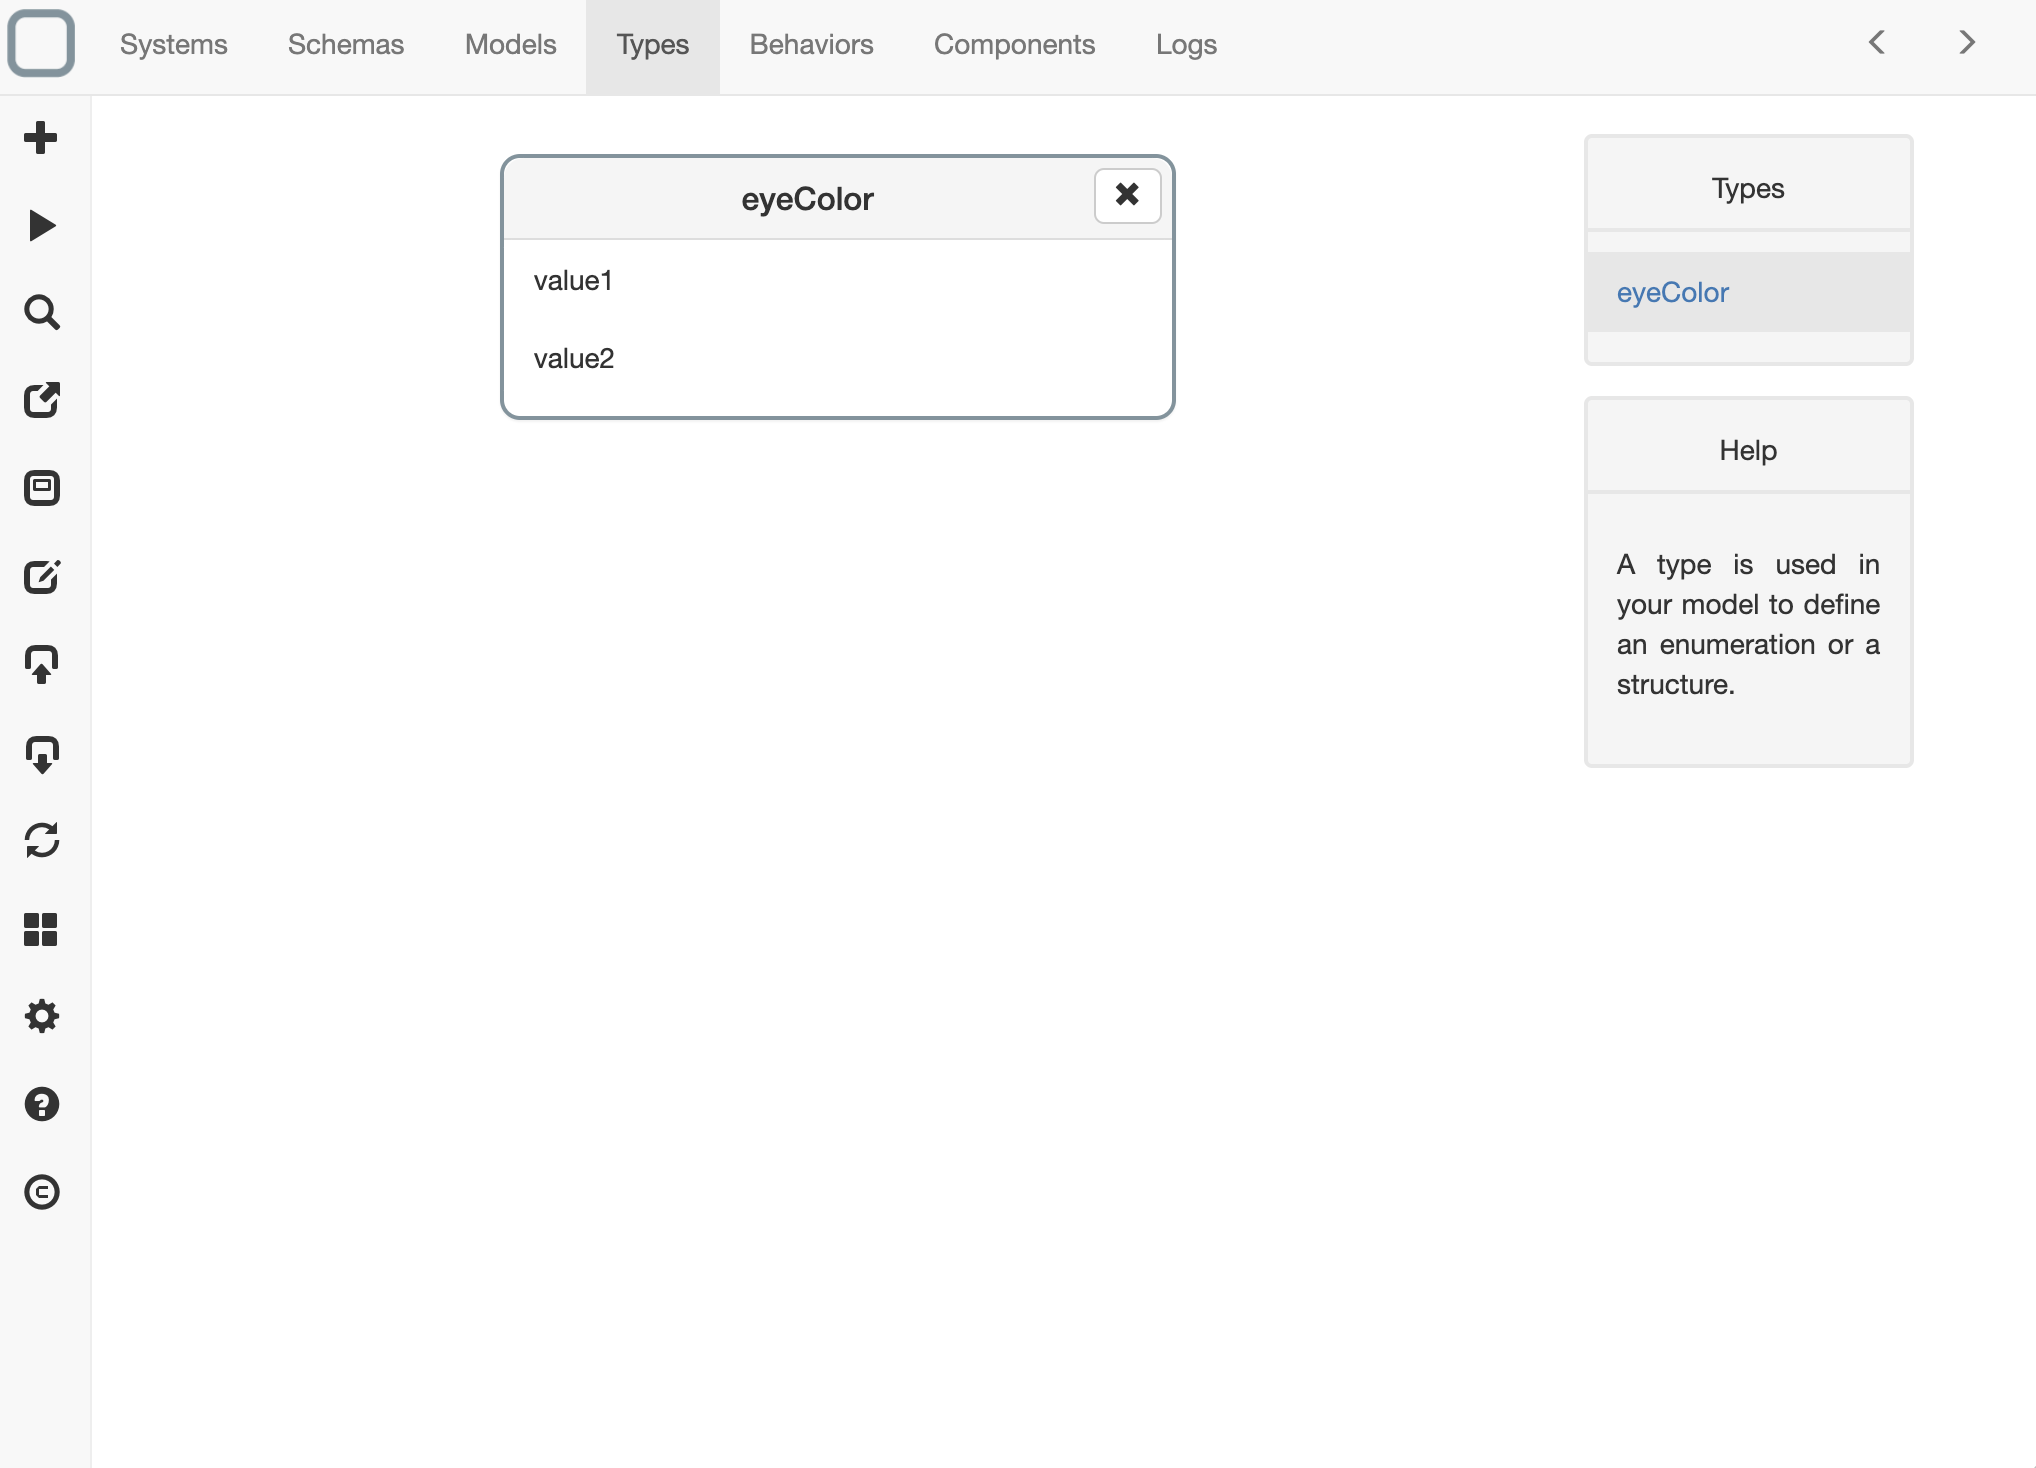 Systems
Schemas
Models
Types
Behaviors
Components
Logs
eyeColor
value1
value2
Types
eyeColor
Help
A type is used in
your model to define
an enumeration or a
structure.